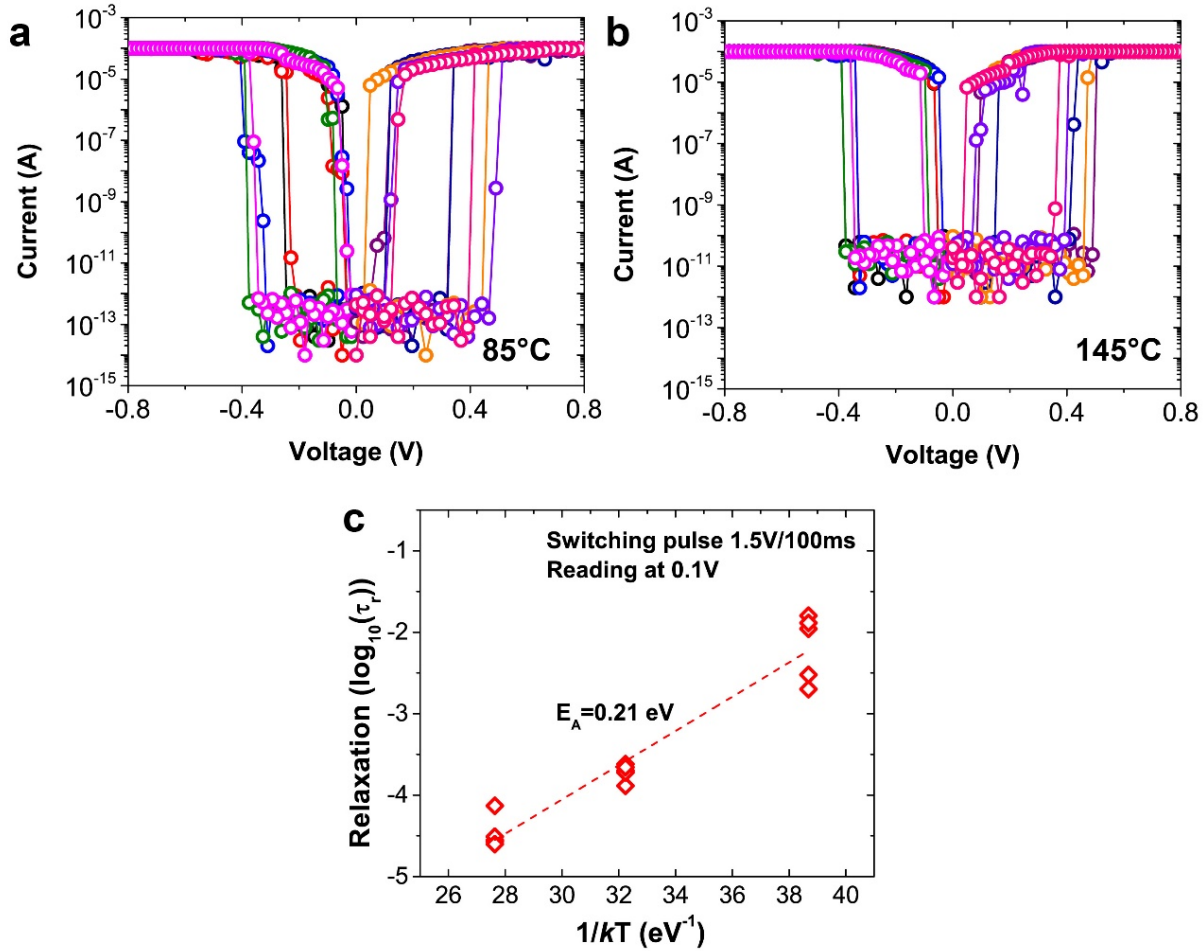 a
10⁻³
10⁻⁵
10⁻⁷
10⁻⁹
10⁻¹¹
10⁻¹³
10⁻¹⁵
Current (A)
85°C
-0.8 -0.4 0.0 0.4 0.8
Voltage (V)
b
10⁻³
10⁻⁵
10⁻⁷
10⁻⁹
10⁻¹¹
10⁻¹³
10⁻¹⁵
Current (A)
145°C
-0.8 -0.4 0.0 0.4 0.8
Voltage (V)
c
Switching pulse 1.5V/100ms
Reading at 0.1V
-1
-2
-3
-4
-5
Relaxation (log₁₀(τᵣ))
E_A=0.21 eV
26 28 30 32 34 36 38 40
1/kT (eV⁻¹)